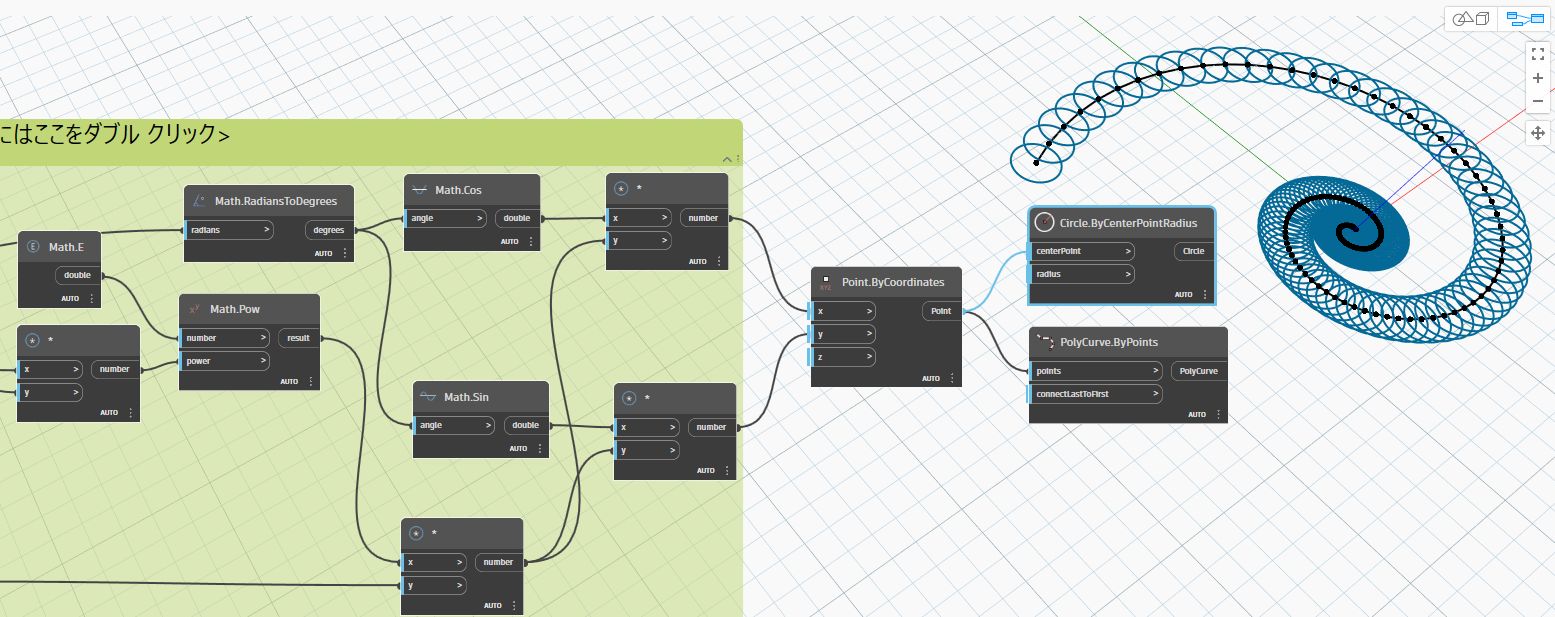 にはここをダブル クリック>
Math.RadiansToDegrees
radians > degrees
AUTO
Math.Cos
angle > double
AUTO
*
x > number
y >
AUTO
Math.E
double
AUTO
Math.Pow
number > result
power >
AUTO
*
x > number
y >
AUTO
Math.Sin
angle > double
AUTO
*
x > number
y >
AUTO
*
x > number
y >
AUTO
XYZ
Point.ByCoordinates
x > Point
y >
z >
AUTO
Circle.ByCenterPointRadius
centerPoint > Circle
radius >
AUTO
PolyCurve.ByPoints
points > PolyCurve
connectLastToFirst >
AUTO